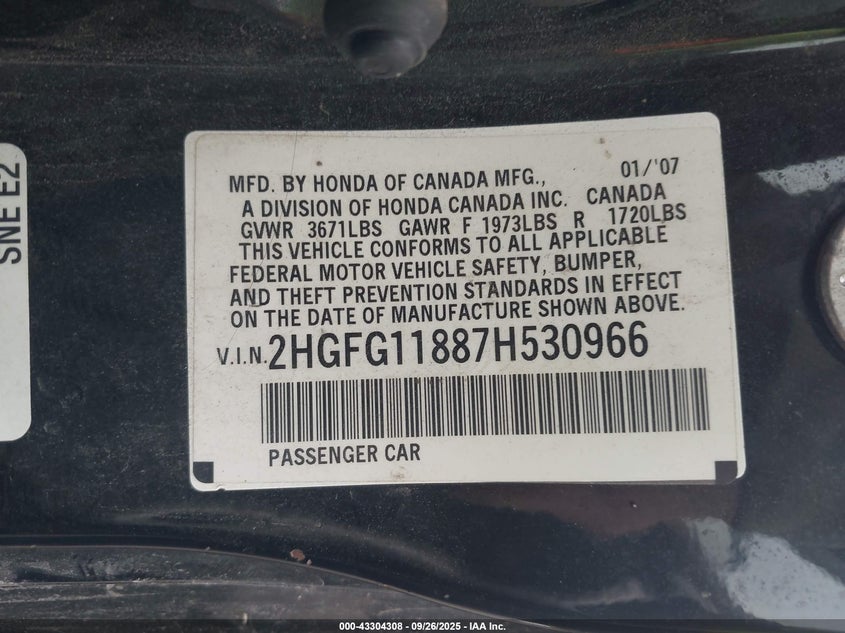 SNE E2
MFD. BY HONDA OF CANADA MFG., 01/'07
A DIVISION OF HONDA CANADA INC. CANADA
GVWR 3671LBS GAWR F 1973LBS R 1720LBS
THIS VEHICLE CONFORMS TO ALL APPLICABLE
FEDERAL MOTOR VEHICLE SAFETY, BUMPER,
AND THEFT PREVENTION STANDARDS IN EFFECT
ON THE DATE OF MANUFACTURE SHOWN ABOVE.
V.I.N. 2HGFG11887H530966
PASSENGER CAR
000-43304308 - 09/26/2025 - IAA Inc.